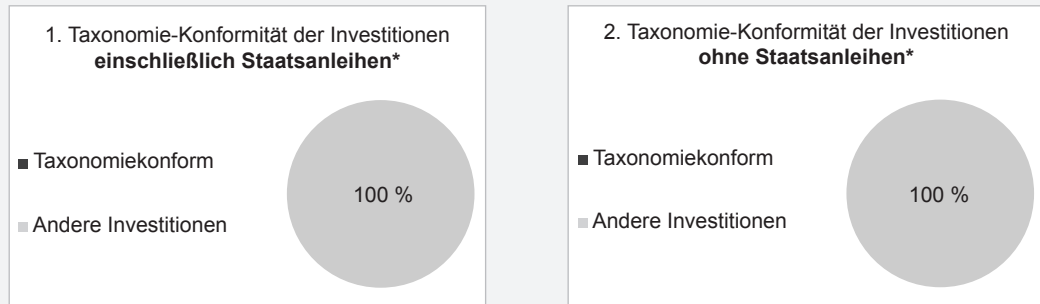 1. Taxonomie-Konformität der Investitionen
einschließlich Staatsanleihen*
Taxonomiekonform
100 %
Andere Investitionen
2. Taxonomie-Konformität der Investitionen
ohne Staatsanleihen*
Taxonomiekonform
100 %
Andere Investitionen